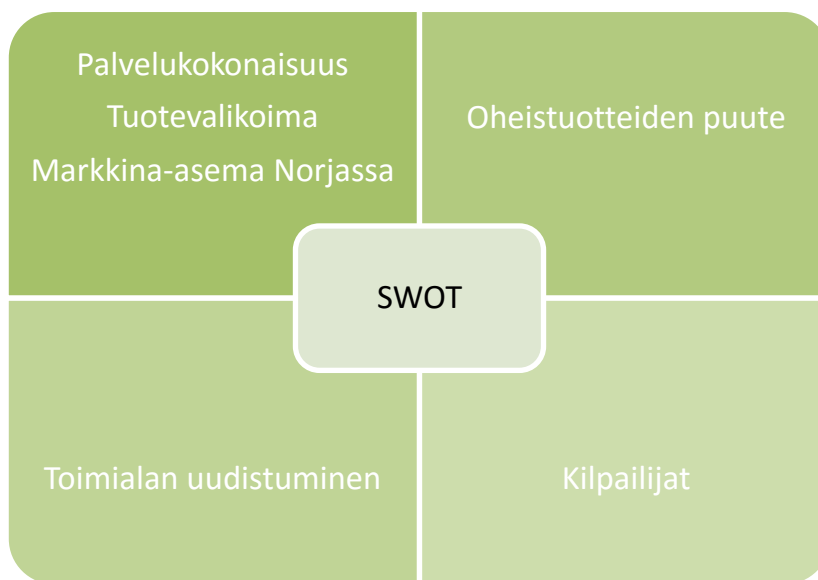 Palvelukokonaisuus
Tuotevalikoima
Markkina-asema Norjassa
Oheistuotteiden puute
SWOT
Toimialan uudistuminen
Kilpailijat